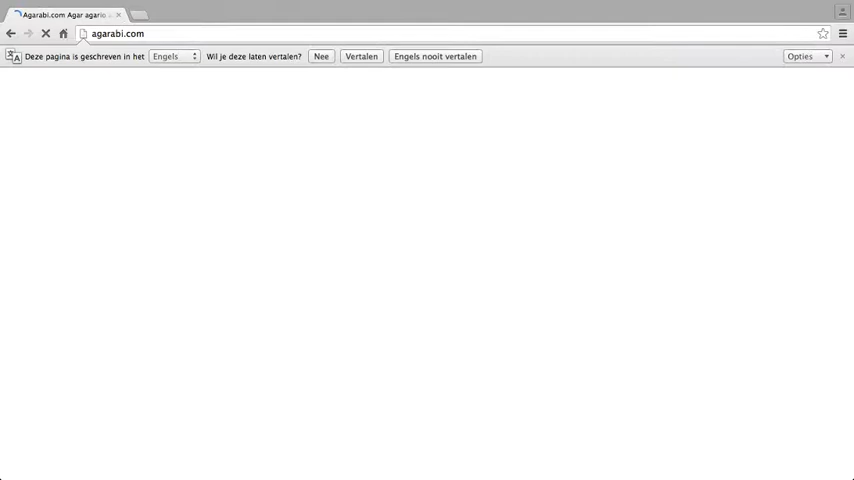 Agarabi.com Agar agario
agarabi.com
Deze pagina is geschreven in het Engels Wil je deze laten vertalen? Nee Vertalen Engels nooit vertalen Opties